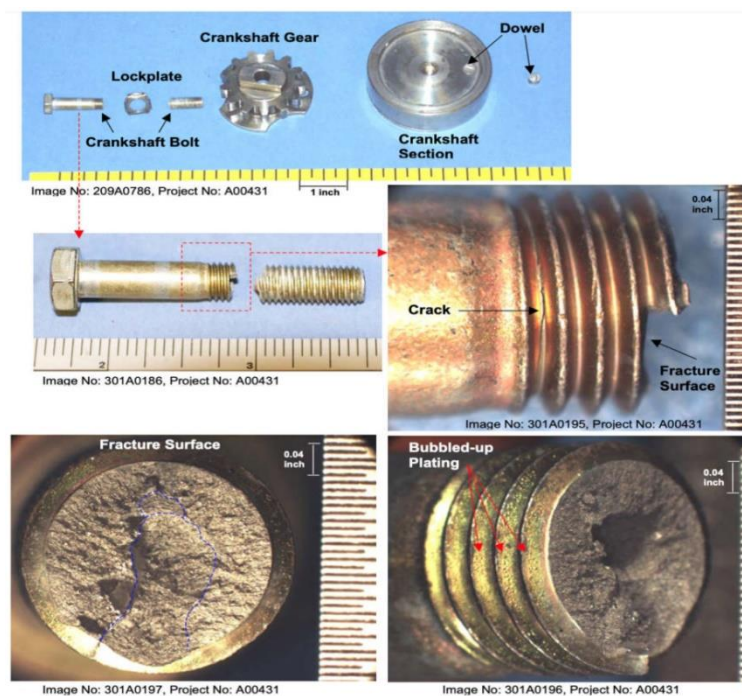 Crankshaft Gear
Dowel
Lockplate
Crankshaft Bolt
Crankshaft
Section
Image No: 209A0786, Project No: A00431
1 inch
0.04
inch
Crack
Fracture
Surface
2
3
Image No: 301A0186, Project No: A00431
Image No: 301A0195, Project No: A00431
Fracture Surface
0.04
inch
Bubbled-up
Plating
0.04
inch
Image No: 301A0197, Project No: A00431
Image No: 301A0196, Project No: A00431